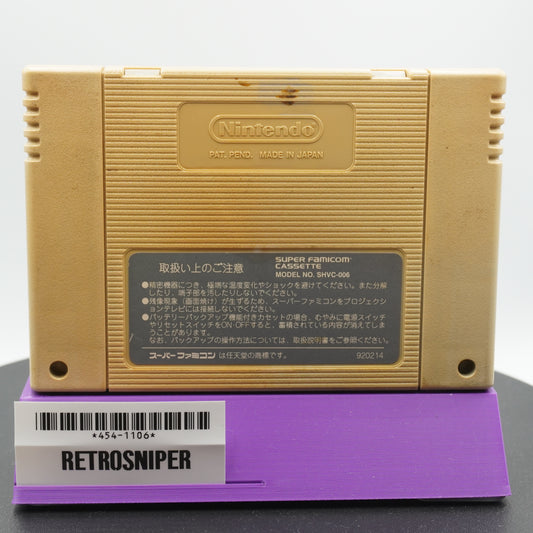 Nintendo
PAT. PEND. MADE IN JAPAN
取扱い上のご注意
SUPER FAMICOM
CASSETTE
MODEL NO. SHVC-006
●精密機器につき、極端な温度変化やショックを避けてください。また分解
したり、端子部を汚したりしないでください。
●残像現象（画面焼け）が生ずるため、スーパーファミコンをプロジェクシ
ョンテレビには接続しないでください。
●バッテリーバックアップ機能付きカセットの場合、むやみに電源スイッチ
やリセットスイッチをON-OFFすると、蓄積されている内容が消えてしま
うことがあります。
なお、バックアップの操作方法については、取扱説明書をご参照ください。
スーパーファミコン は任天堂の商標です。
920214
*454-1106*
RETROSNIPER